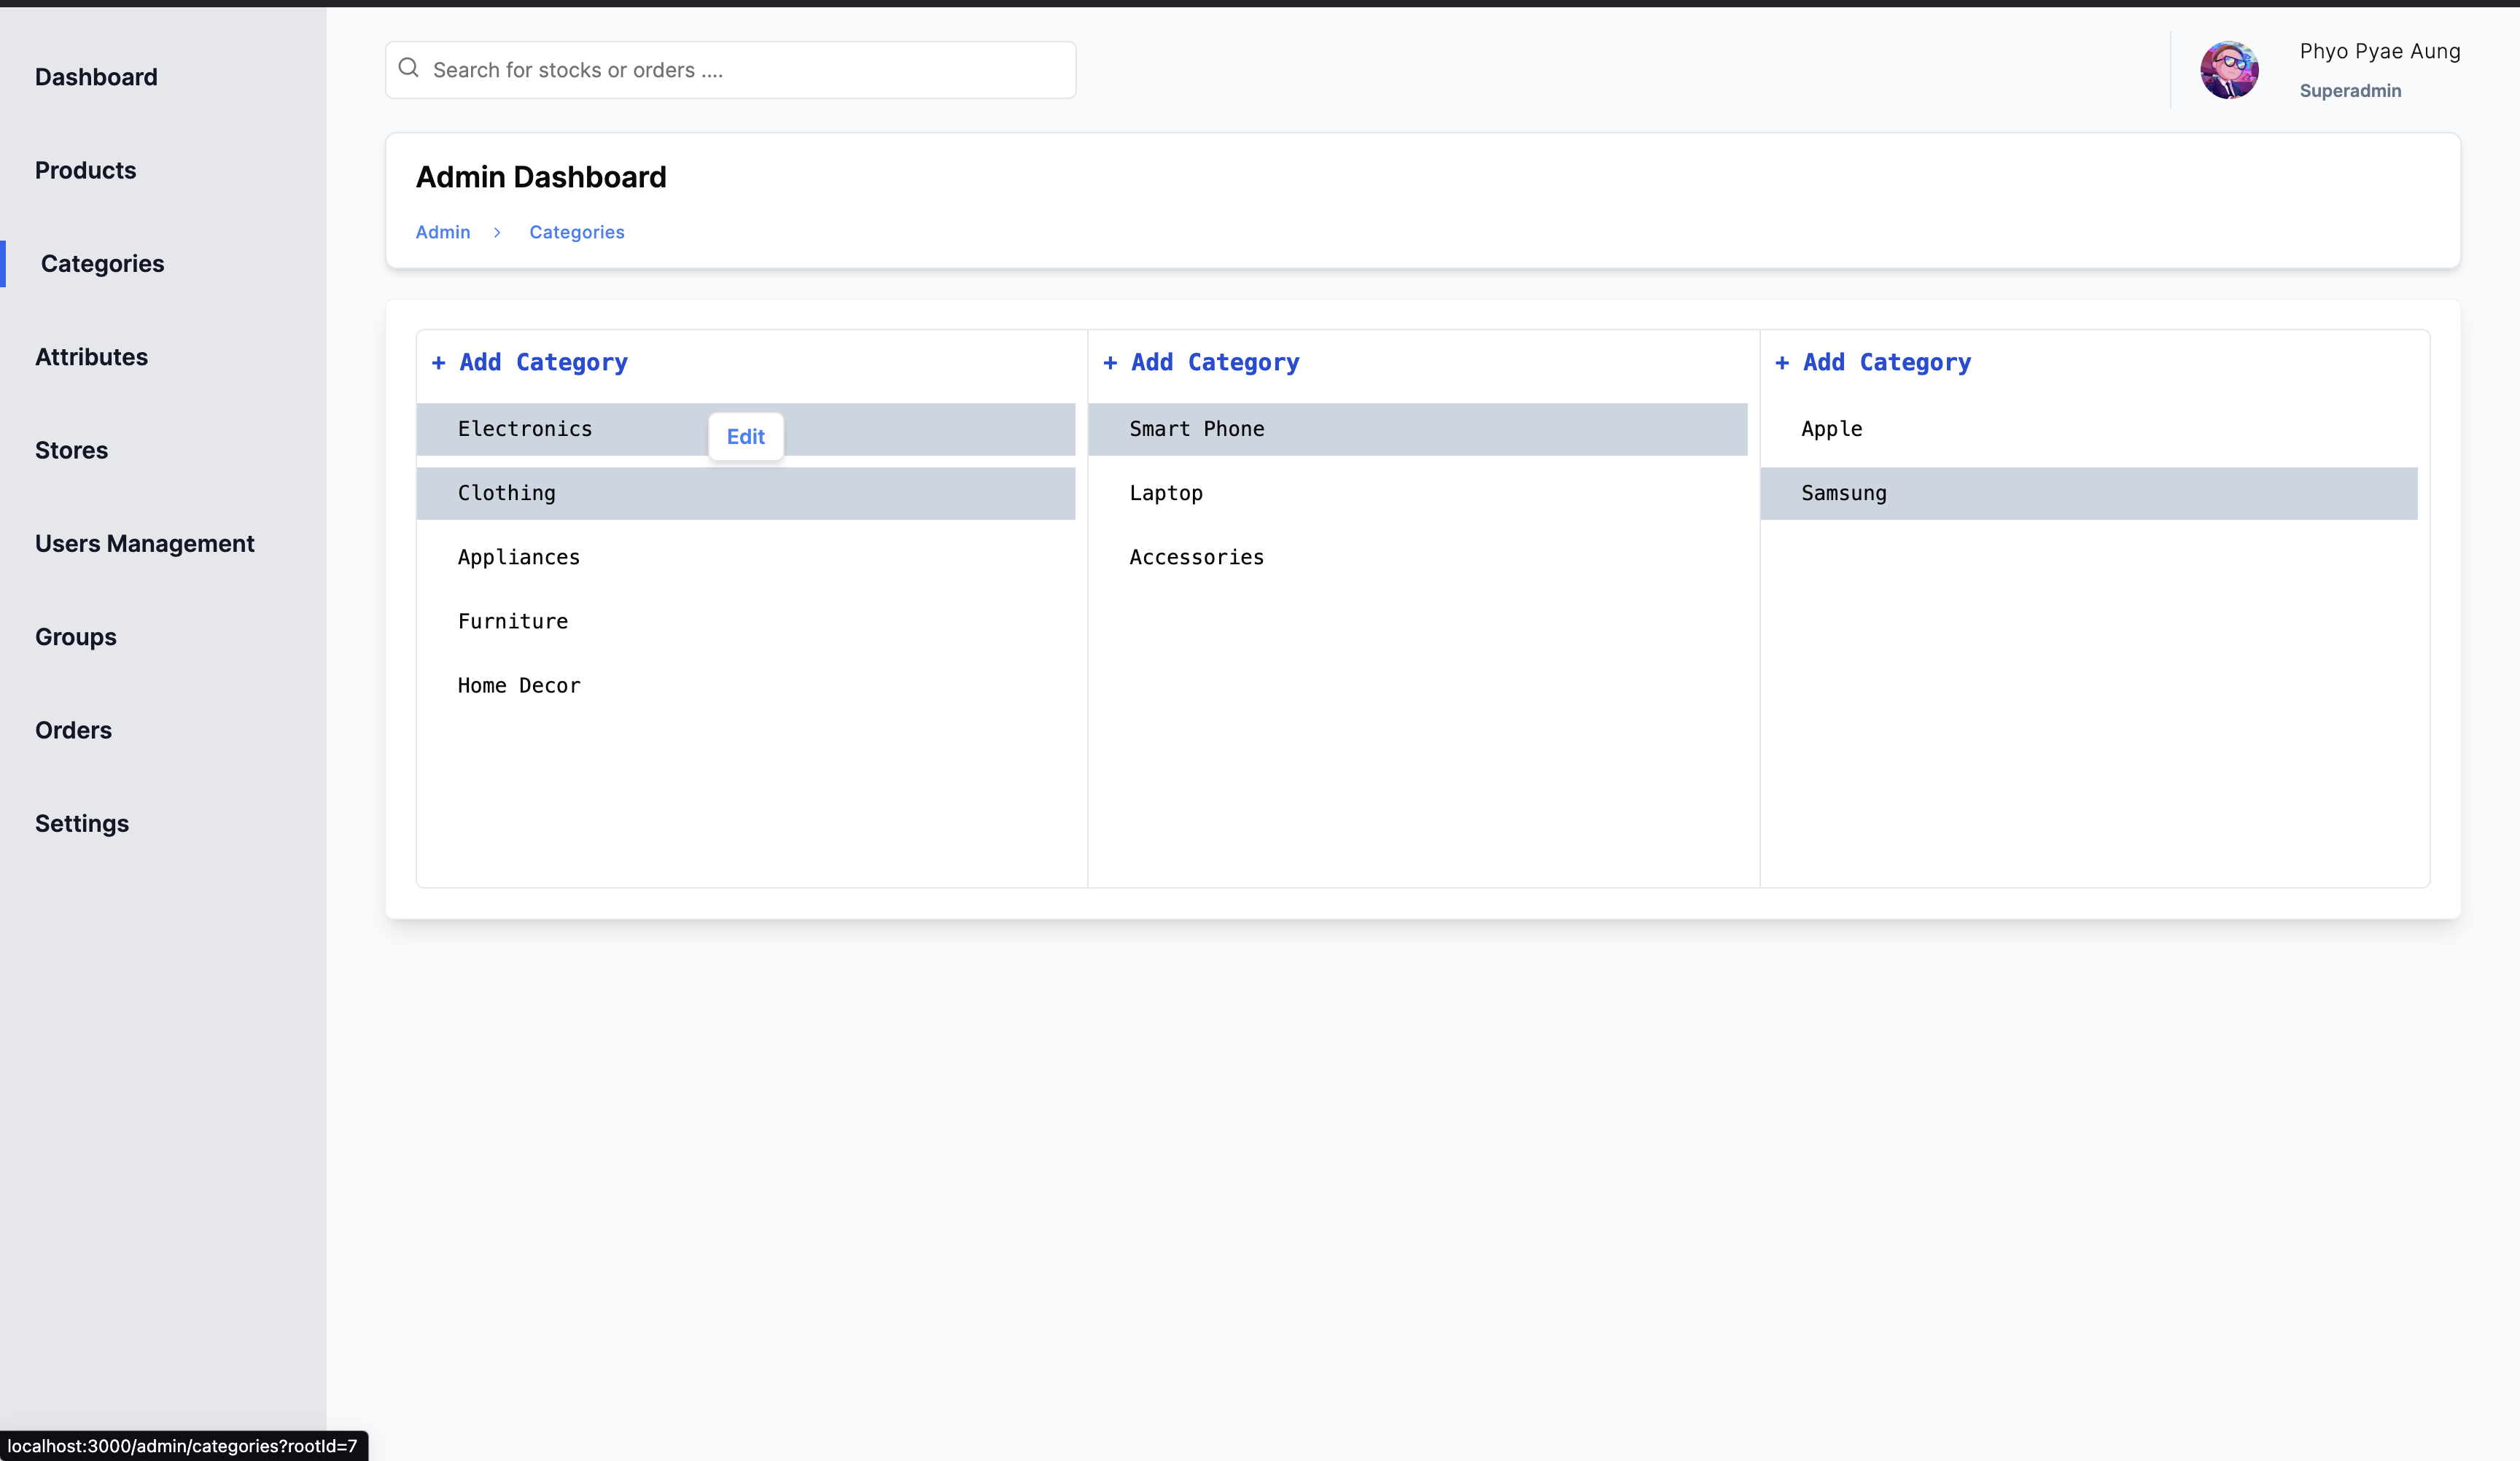 Dashboard
Products
Categories
Attributes
Stores
Users Management
Groups
Orders
Settings
Search for stocks or orders ....
Phyo Pyae Aung
Superadmin
Admin Dashboard
Admin > Categories
+ Add Category
Electronics
Edit
Clothing
Appliances
Furniture
Home Decor
+ Add Category
Smart Phone
Laptop
Accessories
+ Add Category
Apple
Samsung
localhost:3000/admin/categories?rootId=7